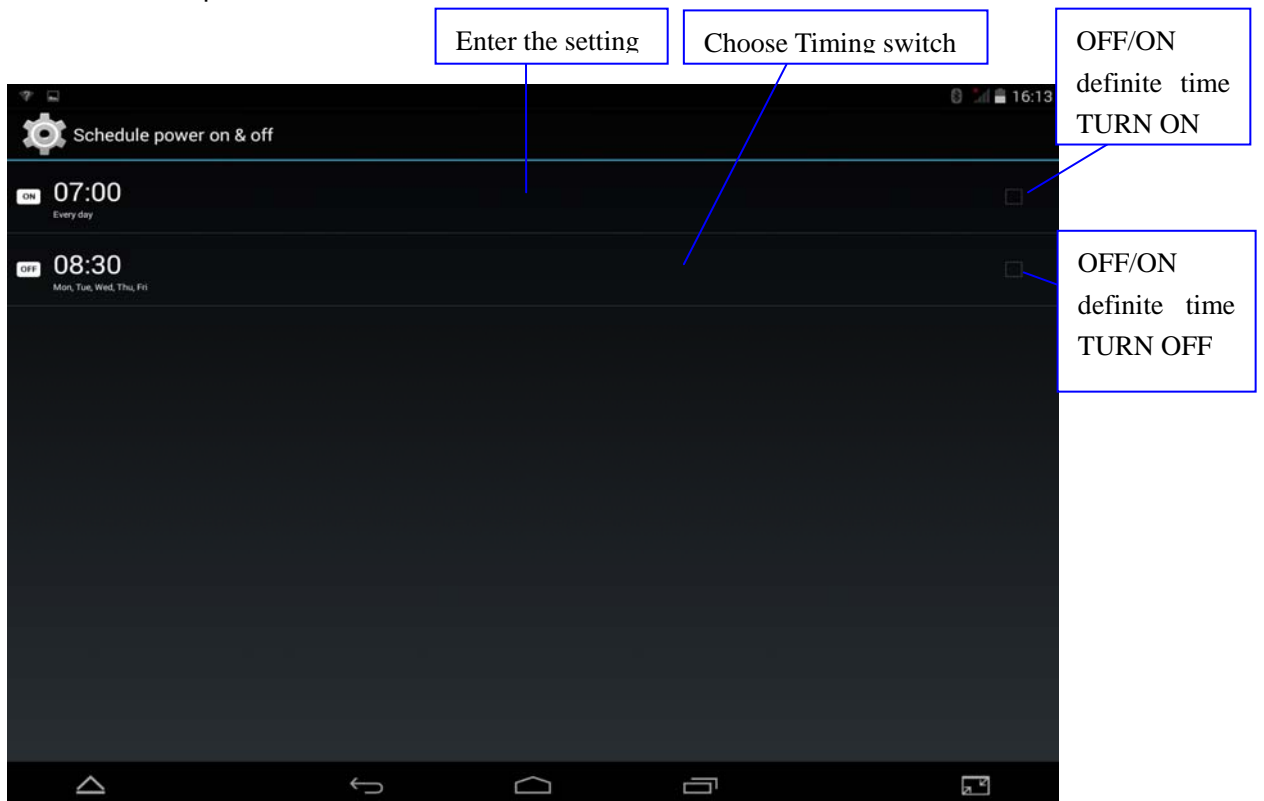 Enter the setting
Choose Timing switch
OFF/ON
definite time
TURN ON
16:13
Schedule power on & off
ON 07:00
Every day
OFF 08:30
Mon, Tue, Wed, Thu, Fri
OFF/ON
definite time
TURN OFF